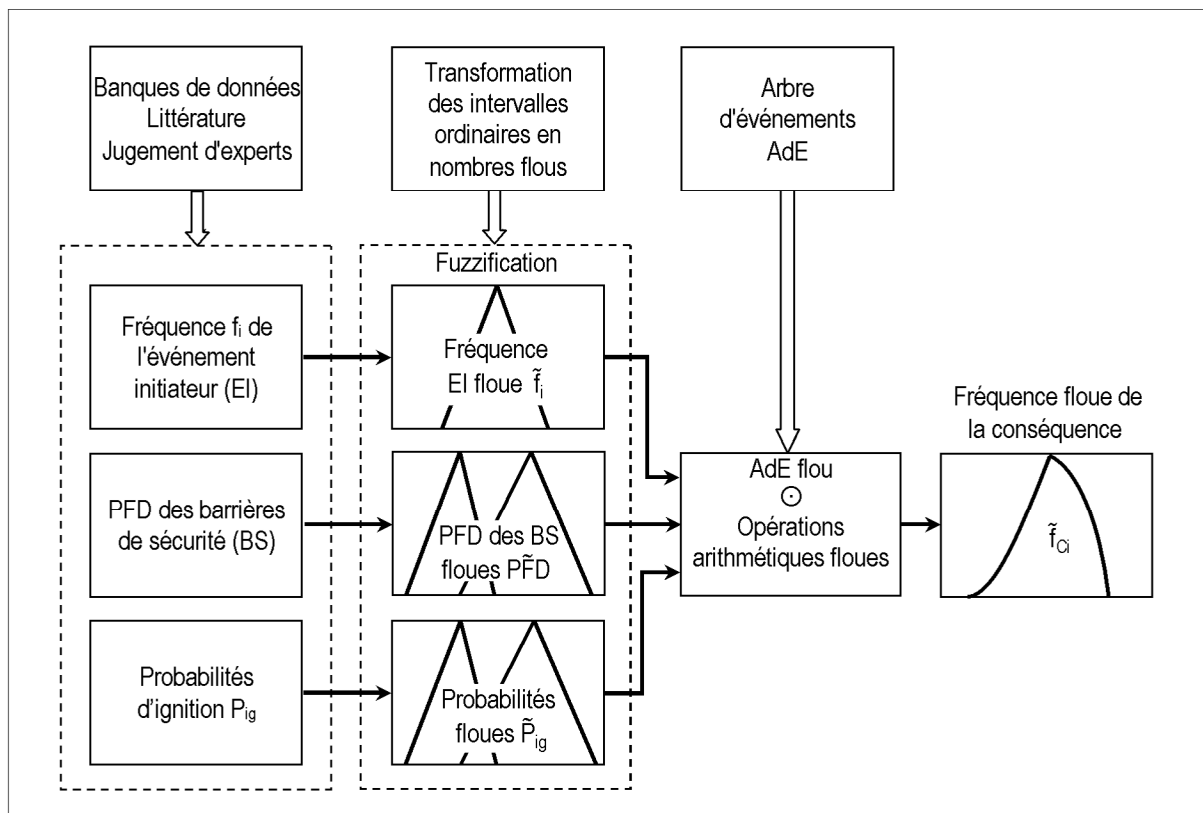 Banques de données
Littérature
Jugement d'experts
Transformation
des intervalles
ordinaires en
nombres flous
Arbre
d'événements
AdE
Fuzzification
Fréquence fi de
l'événement
initiateur (EI)
Fréquence
EI floue f̃i
PFD des barrières
de sécurité (BS)
PFD des BS
floues PF̃D
Probabilités
d’ignition Pig
Probabilités
floues P̃ig
AdE flou
⊙
Opérations
arithmétiques floues
Fréquence floue de
la conséquence
f̃Ci